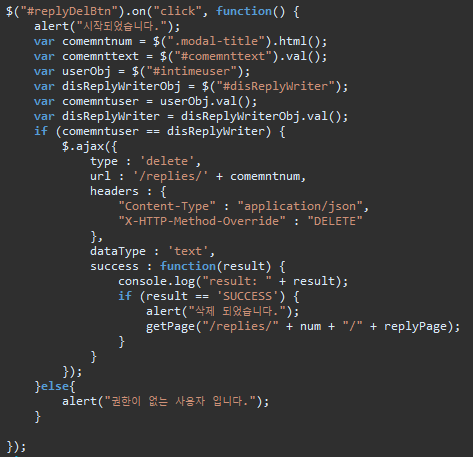 $("#replyDelBtn").on("click", function() {
alert("시작되었습니다.");
var comemntnum = $(".modal-title").html();
var comemnttext = $("#comemnttext").val();
var userObj = $("#intimeuser");
var disReplyWriterObj = $("#disReplyWriter");
var comemntuser = userObj.val();
var disReplyWriter = disReplyWriterObj.val();
if (comemntuser == disReplyWriter) {
$.ajax({
type : 'delete',
url : '/replies/' + comemntnum,
headers : {
"Content-Type" : "application/json",
"X-HTTP-Method-Override" : "DELETE"
},
dataType : 'text',
success : function(result) {
console.log("result: " + result);
if (result == 'SUCCESS') {
alert("삭제 되었습니다.");
getPage("/replies/" + num + "/" + replyPage);
}
}
});
}else{
alert("권한이 없는 사용자 입니다.");
}
});